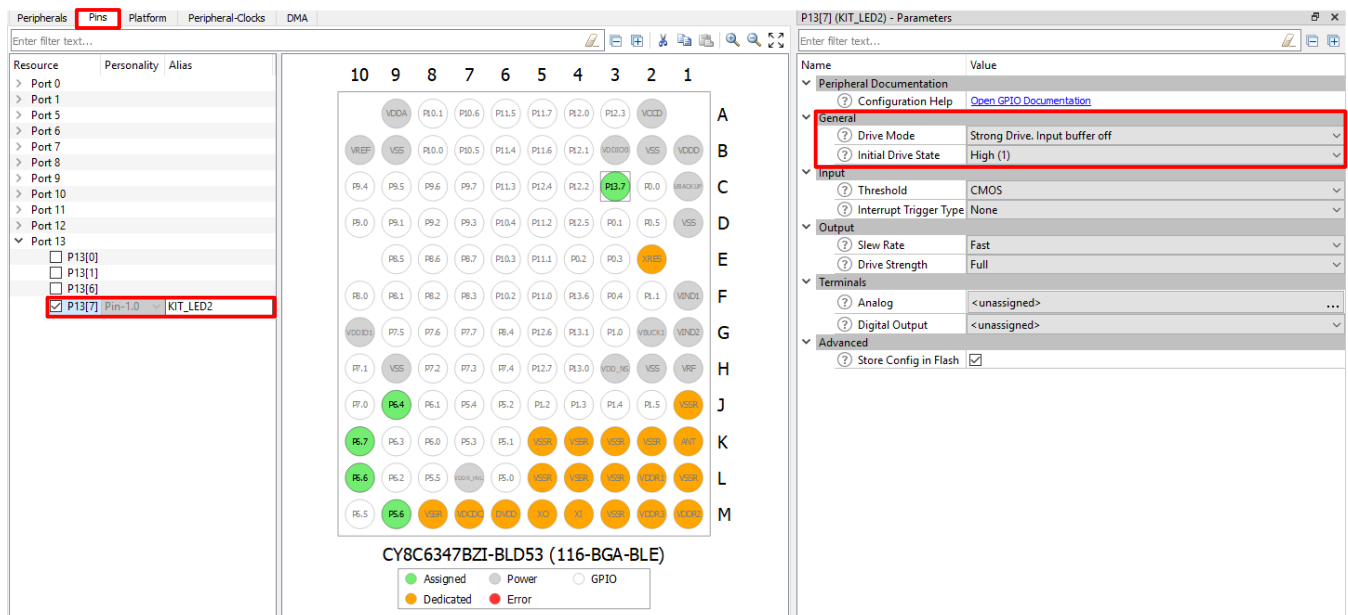 Peripherals Pins Platform Peripheral-Clocks DMA
Enter filter text...
Resource Personality Alias
Port 0
Port 1
Port 5
Port 6
Port 7
Port 8
Port 9
Port 10
Port 11
Port 12
Port 13
P13[0]
P13[1]
P13[6]
P13[7] Pin-1.0 KIT_LED2
10 9 8 7 6 5 4 3 2 1
VDDA P10.1 P10.6 P11.5 P11.7 P12.0 P12.3 VCCD A
VREF VSS P10.0 P10.5 P11.4 P11.6 P12.1 VDDIO0 VSS VDDD B
P9.4 P9.5 P9.6 P9.7 P11.3 P12.4 P12.2 P13.7 P0.0 VBACKUP C
P9.0 P9.1 P9.2 P9.3 P10.4 P11.2 P12.5 P0.1 P0.5 VSS D
P8.5 P8.6 P8.7 P10.3 P11.1 P0.2 P0.3 XRES E
P8.0 P8.1 P8.2 P8.3 P10.2 P11.0 P13.6 P0.4 P1.1 VIND1 F
VDDIO1 P7.5 P7.6 P7.7 P8.4 P12.6 P13.1 P1.0 VBUCK1 VIND2 G
P7.1 VSS P7.2 P7.3 P7.4 P12.7 P13.0 VDD_NS VSS VRF H
P7.0 P6.4 P6.1 P5.4 P5.2 P1.2 P1.3 P1.4 P1.5 VSSR J
P6.7 P6.3 P6.0 P5.3 P5.1 VSSR VSSR VSSR VSSR ANT K
P6.6 P6.2 P5.5 VDDR_HVL P5.0 VSSR VSSR VSSR VDDR1 VSSR L
P6.5 P5.6 VSSR VDCDC DVDD XO XI VSSR VDDR3 VDDR2 M
CY8C6347BZI-BLD53 (116-BGA-BLE)
Assigned Power GPIO
Dedicated Error
P13[7] (KIT_LED2) - Parameters
Enter filter text...
Name Value
Peripheral Documentation
Configuration Help Open GPIO Documentation
General
Drive Mode Strong Drive. Input buffer off
Initial Drive State High (1)
Input
Threshold CMOS
Interrupt Trigger Type None
Output
Slew Rate Fast
Drive Strength Full
Terminals
Analog <unassigned> ...
Digital Output <unassigned>
Advanced
Store Config in Flash